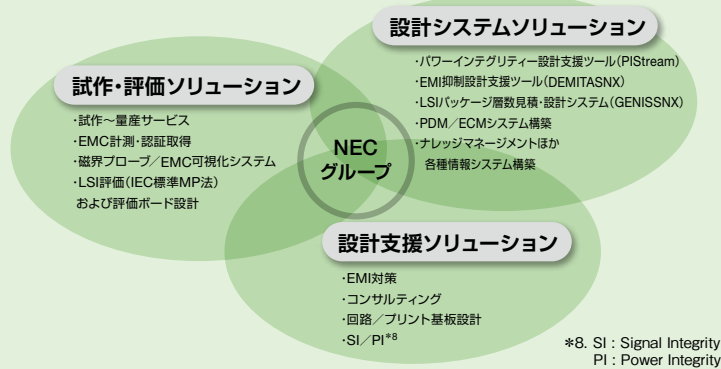 設計システムソリューション
・パワーインテグリティー設計支援ツール(PIStream)
・EMI抑制設計支援ツール(DEMITASNX)
・LSIパッケージ層数見積・設計システム(GENISSNX)
・PDM／ECMシステム構築
・ナレッジマネージメントほか
各種情報システム構築
試作・評価ソリューション
・試作～量産サービス
・EMC計測・認証取得
・磁界プローブ／EMC可視化システム
・LSI評価(IEC標準MP法)
および評価ボード設計
NEC
グループ
設計支援ソリューション
・EMI対策
・コンサルティング
・回路／プリント基板設計
・SI／PI*8
*8. SI : Signal Integrity
PI : Power Integrity